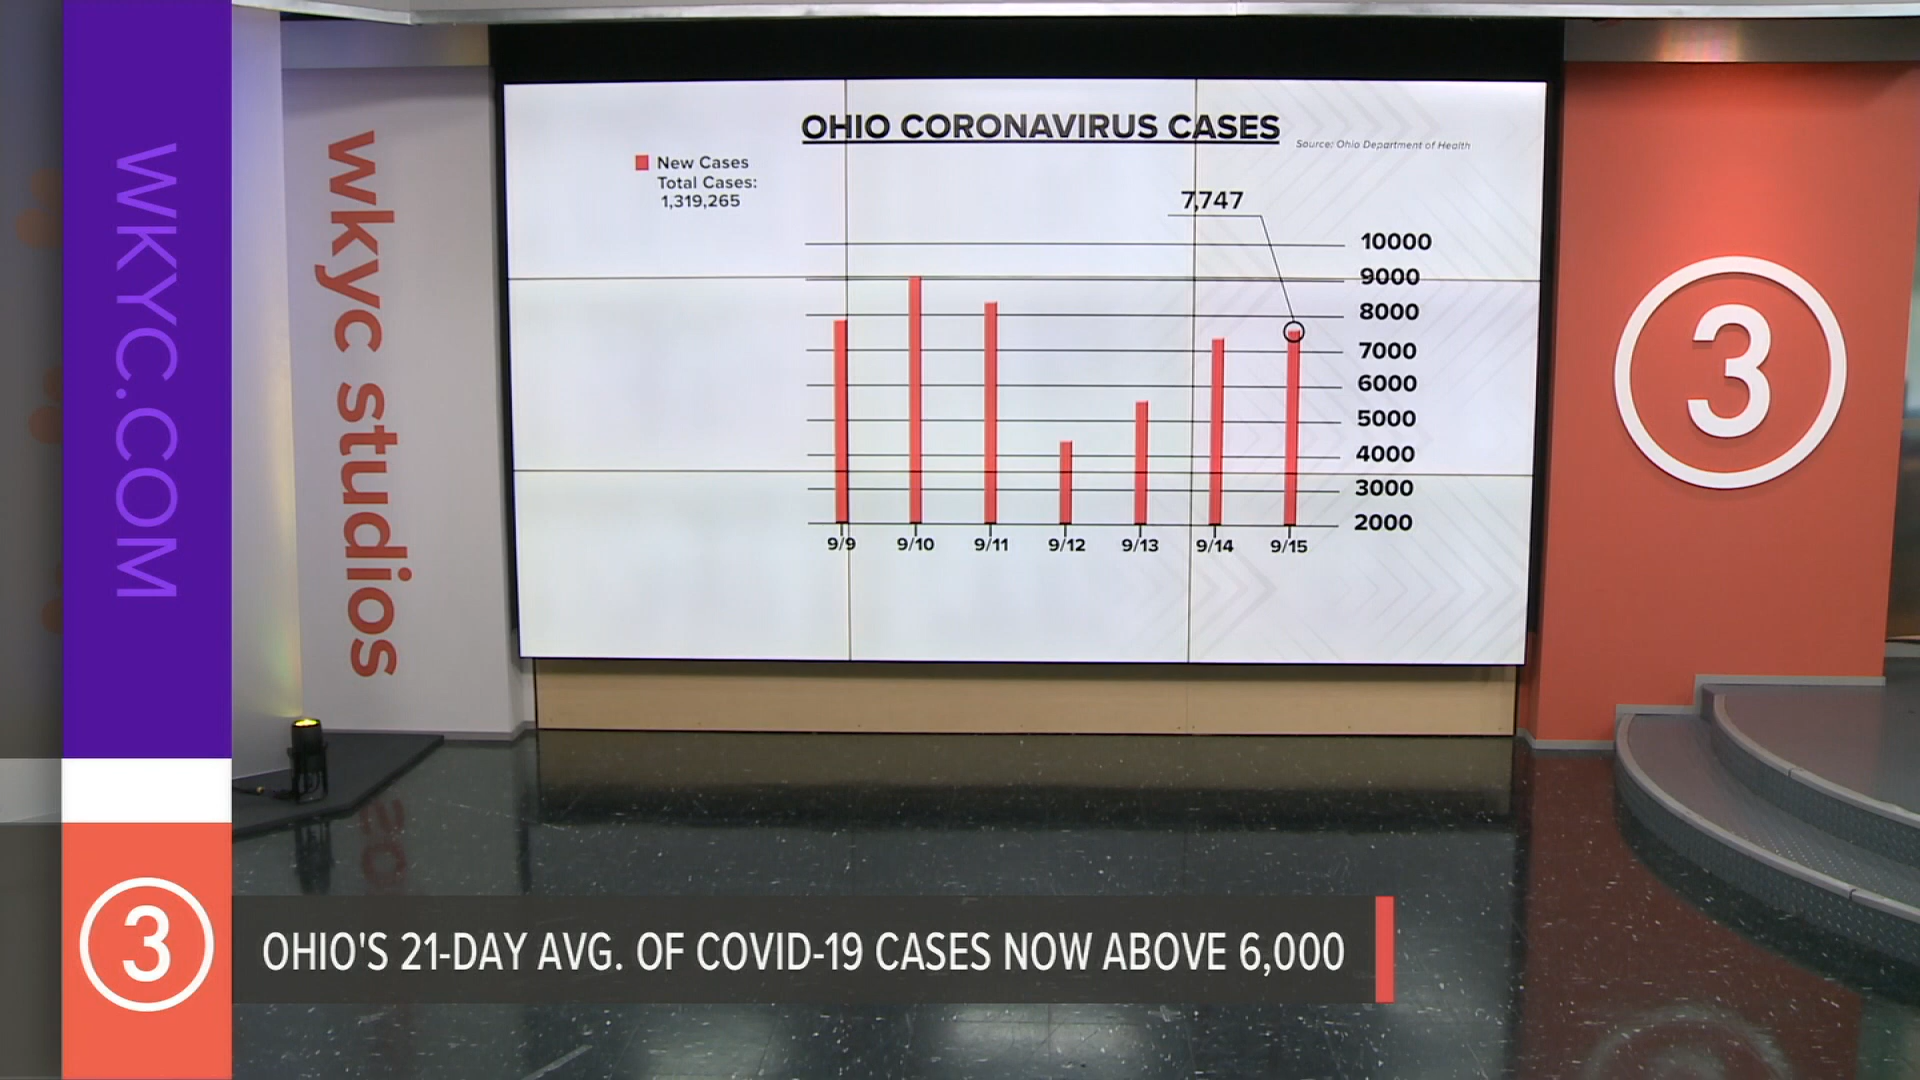 WKYC.COM
wkyc studios
OHIO CORONAVIRUS CASES
Source: Ohio Department of Health
New Cases
Total Cases:
1,319,265
7,747
10000
9000
8000
7000
6000
5000
4000
3000
2000
9/9 9/10 9/11 9/12 9/13 9/14 9/15
3
3
OHIO'S 21-DAY AVG. OF COVID-19 CASES NOW ABOVE 6,000